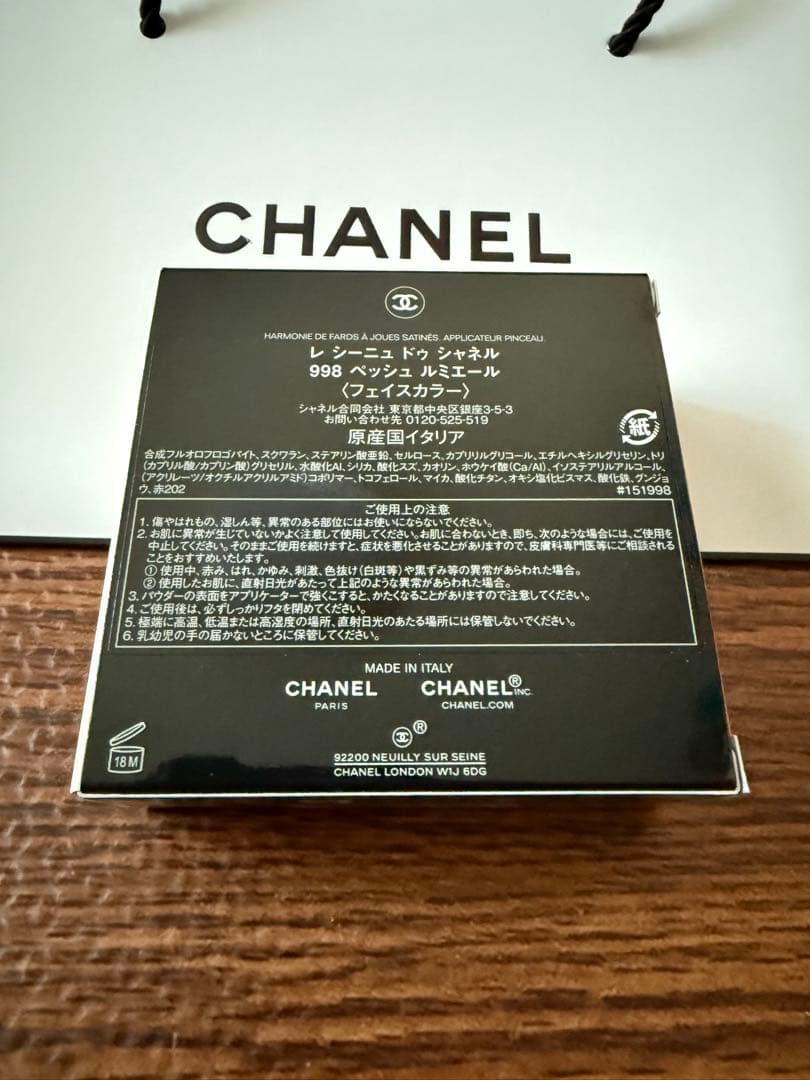 CHANEL
HARMONIE DE FARDS À JOUES SATINÉS. APPLICATEUR PINCEAU.
レ シーニュ ドゥ シャネル
998 ペッシュ ルミエール
〈フェイスカラー〉
シャネル合同会社 東京都中央区銀座3-5-3
お問い合わせ先 0120-525-519
紙
原産国イタリア
合成フルオロフロゴパイト、スクワラン、ステアリン酸亜鉛、セルロース、カプリリルグリコール、エチルヘキシルグリセリン、トリ
(カプリル酸/カプリン酸)グリセリル、水酸化Al、シリカ、酸化スズ、カオリン、ホウケイ酸(Ca/Al)、イソステアリルアルコール、
(アクリレーツ/オクチルアクリルアミド)コポリマー、トコフェロール、マイカ、酸化チタン、オキシ塩化ビスマス、酸化鉄、グンジョ
ウ、赤202
#151998
ご使用上の注意
1. 傷やはれもの、湿しん等、異常のある部位にはお使いにならないでください。
2. お肌に異常が生じていないかよく注意して使用してください。お肌に合わないとき、即ち、次のような場合には、ご使用を
中止してください。そのままご使用を続けますと、症状を悪化させることがありますので、皮膚科専門医等にご相談される
ことをおすすめいたします。
① 使用中、赤み、はれ、かゆみ、刺激、色抜け(白斑等)や黒ずみ等の異常があらわれた場合。
② 使用したお肌に、直射日光があたって上記のような異常があらわれた場合。
3. パウダーの表面をアプリケーターで強くこすると、かたくなることがありますので注意してください。
4. ご使用後は、必ずしっかりフタを閉めてください。
5. 極端に高温、低温または高湿度の場所、直射日光のあたる場所には保管しないでください。
6. 乳幼児の手の届かないところに保管してください。
MADE IN ITALY
CHANEL CHANEL® INC.
PARIS CHANEL.COM
®
18 M
92200 NEUILLY SUR SEINE
CHANEL LONDON W1J 6DG